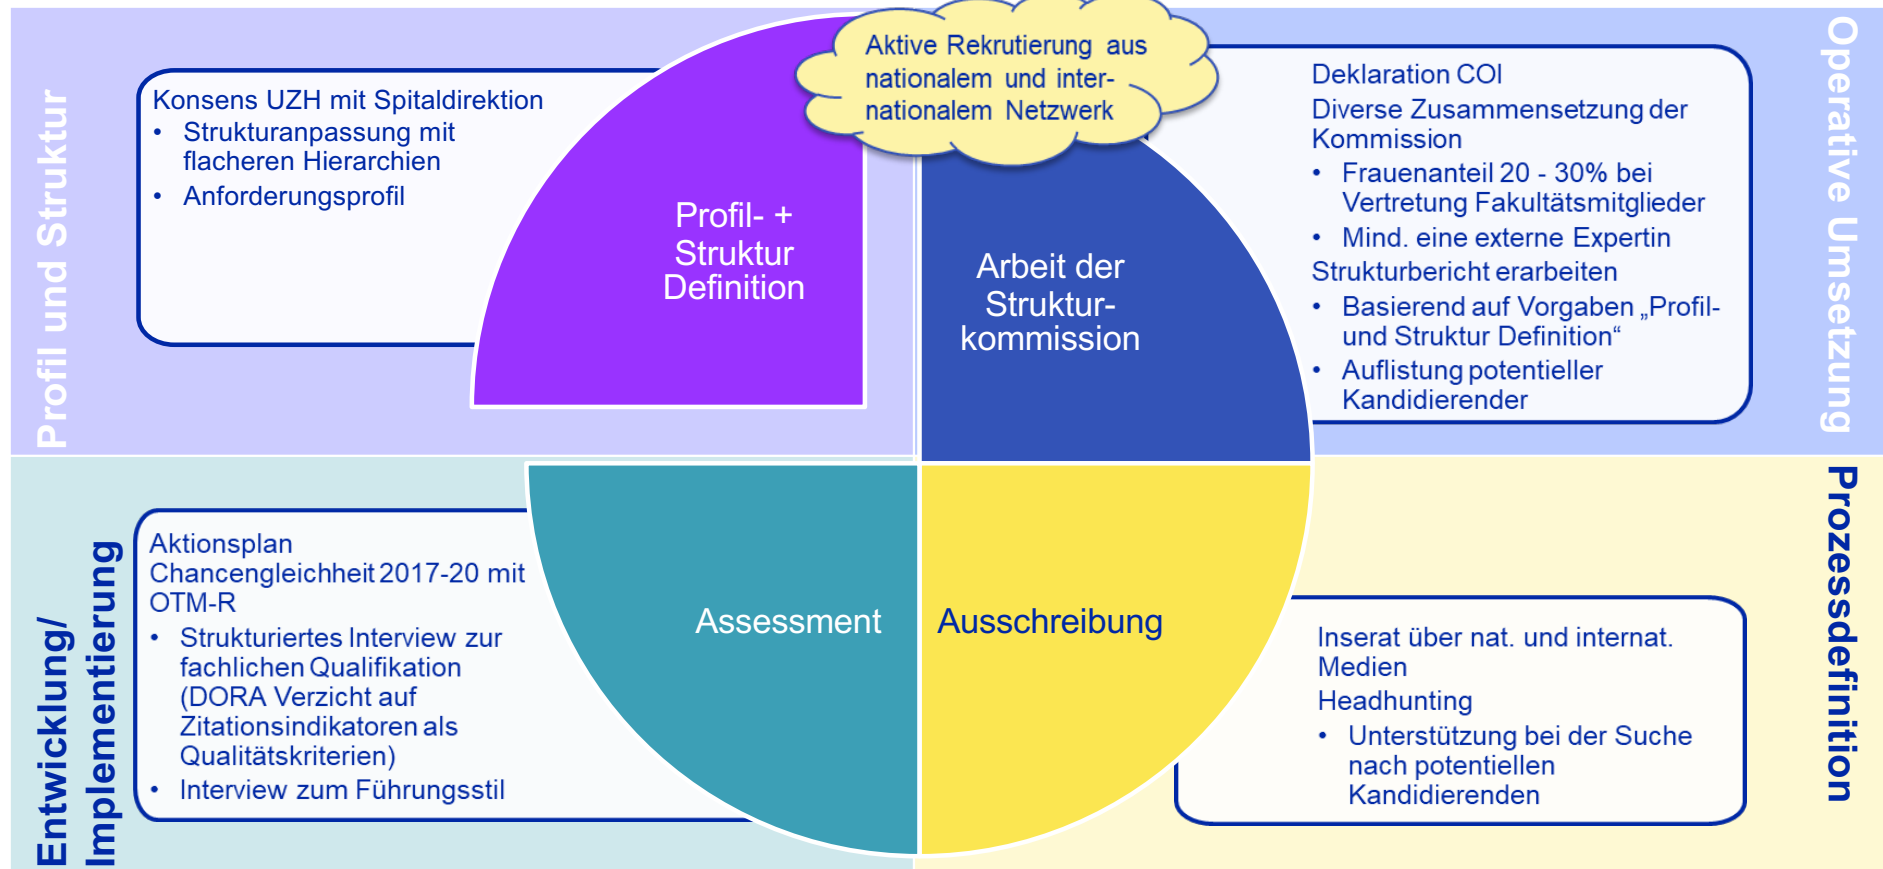 Profil und Struktur
Konsens UZH mit Spitaldirektion
• Strukturanpassung mit
flacheren Hierarchien
• Anforderungsprofil
Profil- +
Struktur
Definition
Aktive Rekrutierung aus
nationalem und inter-
nationalem Netzwerk
Arbeit der
Struktur-
kommission
Deklaration COI
Diverse Zusammensetzung der
Kommission
• Frauenanteil 20 - 30% bei
Vertretung Fakultätsmitglieder
• Mind. eine externe Expertin
Strukturbericht erarbeiten
• Basierend auf Vorgaben „Profil-
und Struktur Definition“
• Auflistung potentieller
Kandidierender
Operative Umsetzung
Entwicklung/
Implementierung
Aktionsplan
Chancengleichheit 2017-20 mit
OTM-R
• Strukturiertes Interview zur
fachlichen Qualifikation
(DORA Verzicht auf
Zitationsindikatoren als
Qualitätskriterien)
• Interview zum Führungsstil
Assessment
Ausschreibung
Inserat über nat. und internat.
Medien
Headhunting
• Unterstützung bei der Suche
nach potentiellen
Kandidierenden
Prozessdefinition